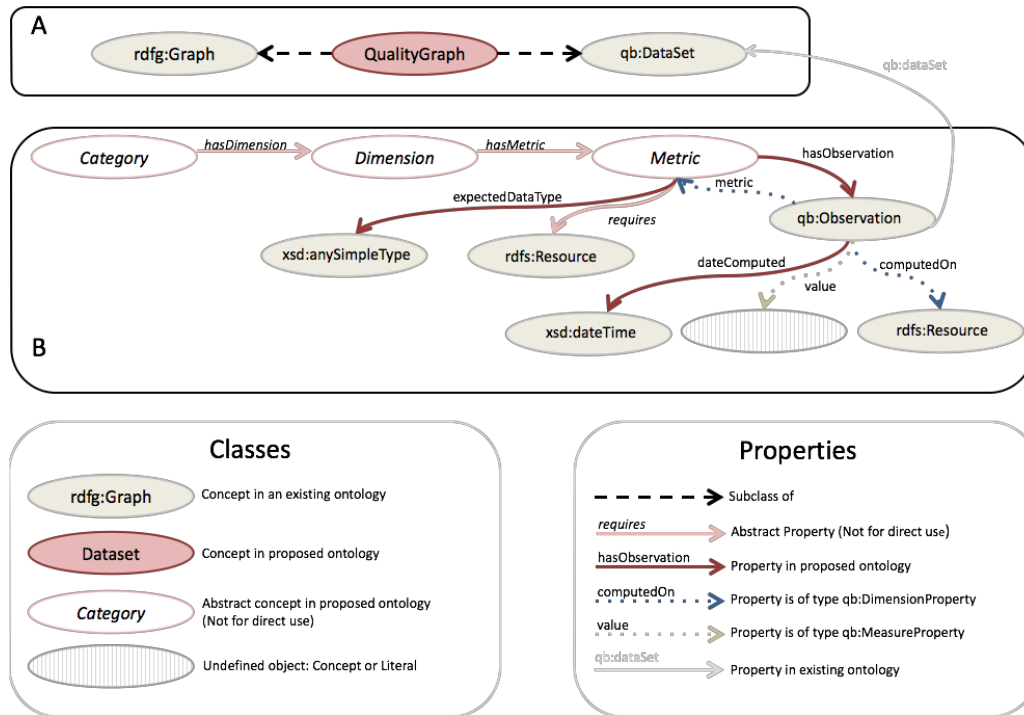 A
rdfg:Graph
QualityGraph
qb:DataSet
qb:dataSet
Category
hasDimension
Dimension
hasMetric
Metric
hasObservation
metric
expectedDataType
requires
qb:Observation
xsd:anySimpleType
rdfs:Resource
dateComputed
computedOn
value
xsd:dateTime
rdfs:Resource
B
Classes
rdfg:Graph
Concept in an existing ontology
Dataset
Concept in proposed ontology
Category
Abstract concept in proposed ontology
(Not for direct use)
Undefined object: Concept or Literal
Properties
Subclass of
requires
Abstract Property (Not for direct use)
hasObservation
Property in proposed ontology
computedOn
Property is of type qb:DimensionProperty
value
Property is of type qb:MeasureProperty
qb:dataSet
Property in existing ontology